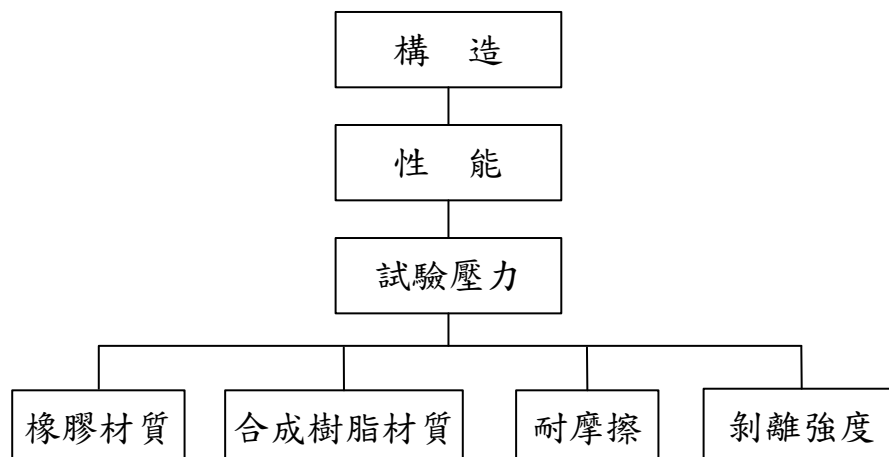 構 造
性 能
試驗壓力
橡膠材質
合成樹脂材質
耐摩擦
剝離強度